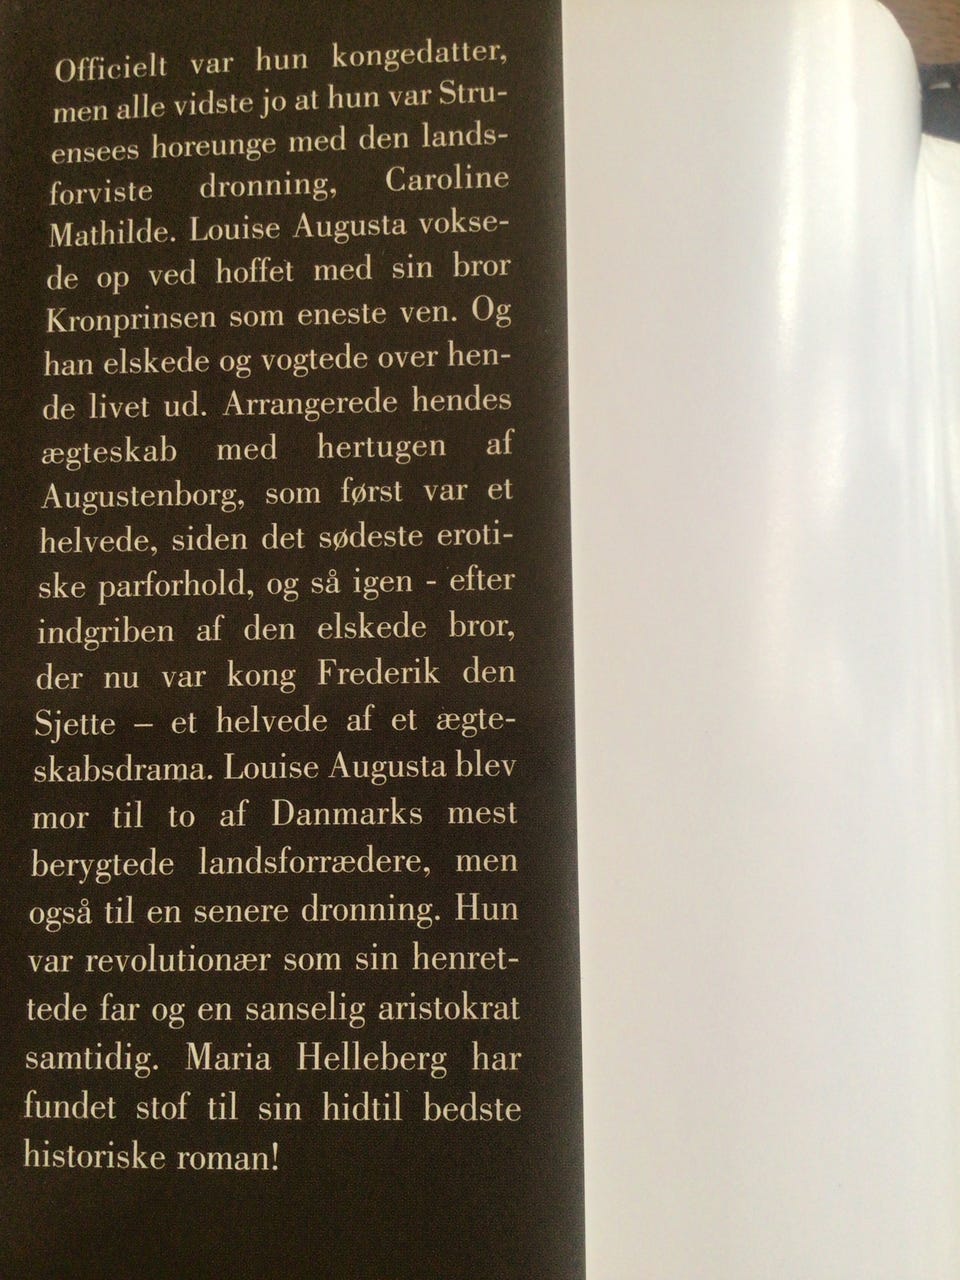 Officielt var hun kongedatter,
men alle vidste jo at hun var Stru-
ensees horeunge med den lands-
forviste dronning, Caroline
Mathilde. Louise Augusta vokse-
de op ved hoffet med sin bror
Kronprinsen som eneste ven. Og
han elskede og vogtede over hen-
de livet ud. Arrangerede hendes
ægteskab med hertugen af
Augustenborg, som først var et
helvede, siden det sødeste eroti-
ske parforhold, og så igen - efter
indgriben af den elskede bror,
der nu var kong Frederik den
Sjette – et helvede af et ægte-
skabsdrama. Louise Augusta blev
mor til to af Danmarks mest
berygtede landsforrædere, men
også til en senere dronning. Hun
var revolutionær som sin henret-
tede far og en sanselig aristokrat
samtidig. Maria Helleberg har
fundet stof til sin hidtil bedste
historiske roman!